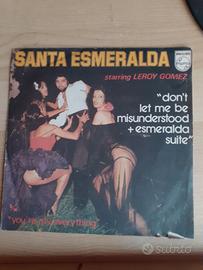 SANTA ESMERALDA
starring LEROY GOMEZ
PHILIPS
"don't
let me be
misunderstood
+ esmeralda
suite"
"you're my everything"
subito